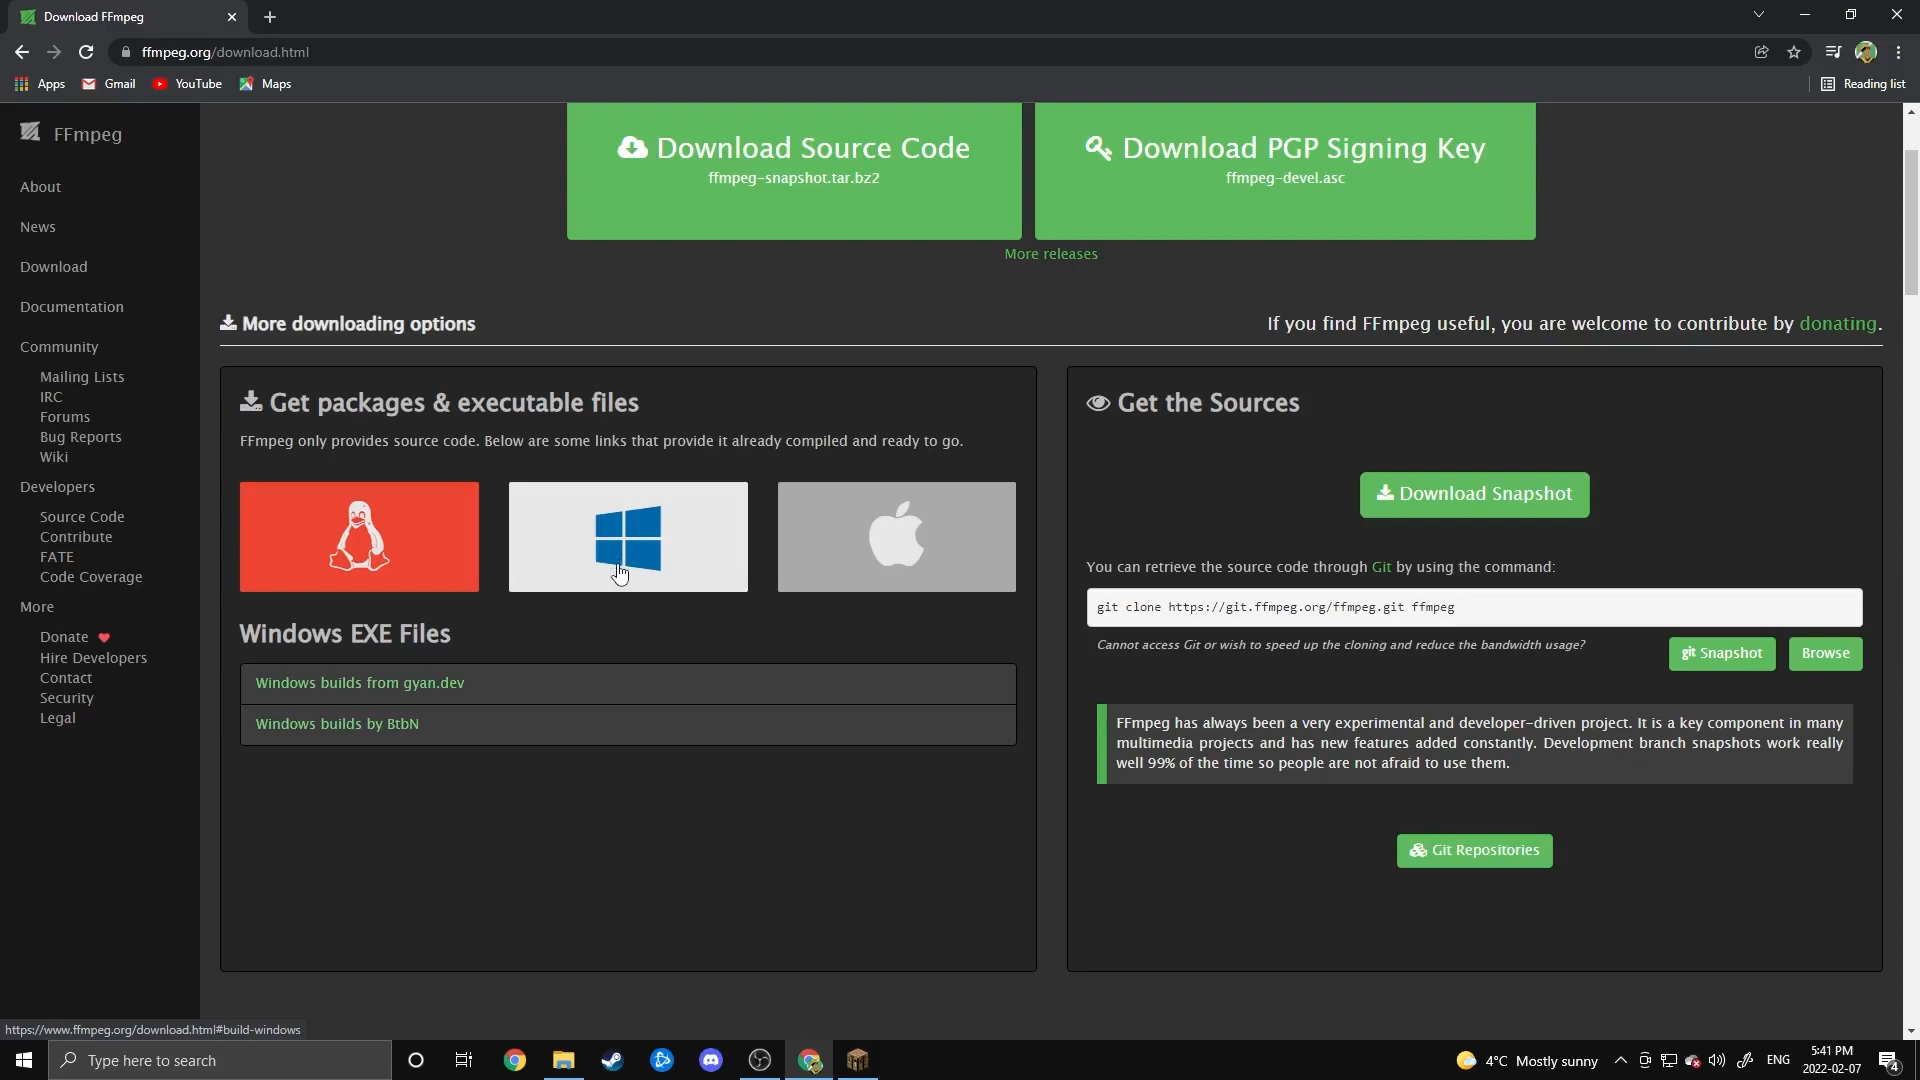 Download FFmpeg
ffmpeg.org/download.html
Apps
Gmail
YouTube
Maps
Reading list
FFmpeg
About
News
Download
Documentation
Community
Mailing Lists
IRC
Forums
Bug Reports
Wiki
Developers
Source Code
Contribute
FATE
Code Coverage
More
Donate
Hire Developers
Contact
Security
Legal
Download Source Code
ffmpeg-snapshot.tar.bz2
Download PGP Signing Key
ffmpeg-devel.asc
More releases
More downloading options
If you find FFmpeg useful, you are welcome to contribute by donating.
Get packages & executable files
FFmpeg only provides source code. Below are some links that provide it already compiled and ready to go.
Windows EXE Files
Windows builds from gyan.dev
Windows builds by BtbN
Get the Sources
Download Snapshot
You can retrieve the source code through Git by using the command:
git clone https://git.ffmpeg.org/ffmpeg.git ffmpeg
Cannot access Git or wish to speed up the cloning and reduce the bandwidth usage?
git Snapshot
Browse
FFmpeg has always been a very experimental and developer-driven project. It is a key component in many
multimedia projects and has new features added constantly. Development branch snapshots work really
well 99% of the time so people are not afraid to use them.
Git Repositories
https://www.ffmpeg.org/download.html#build-windows
Type here to search
4°C Mostly sunny
ENG
5:41 PM
2022-02-07
4